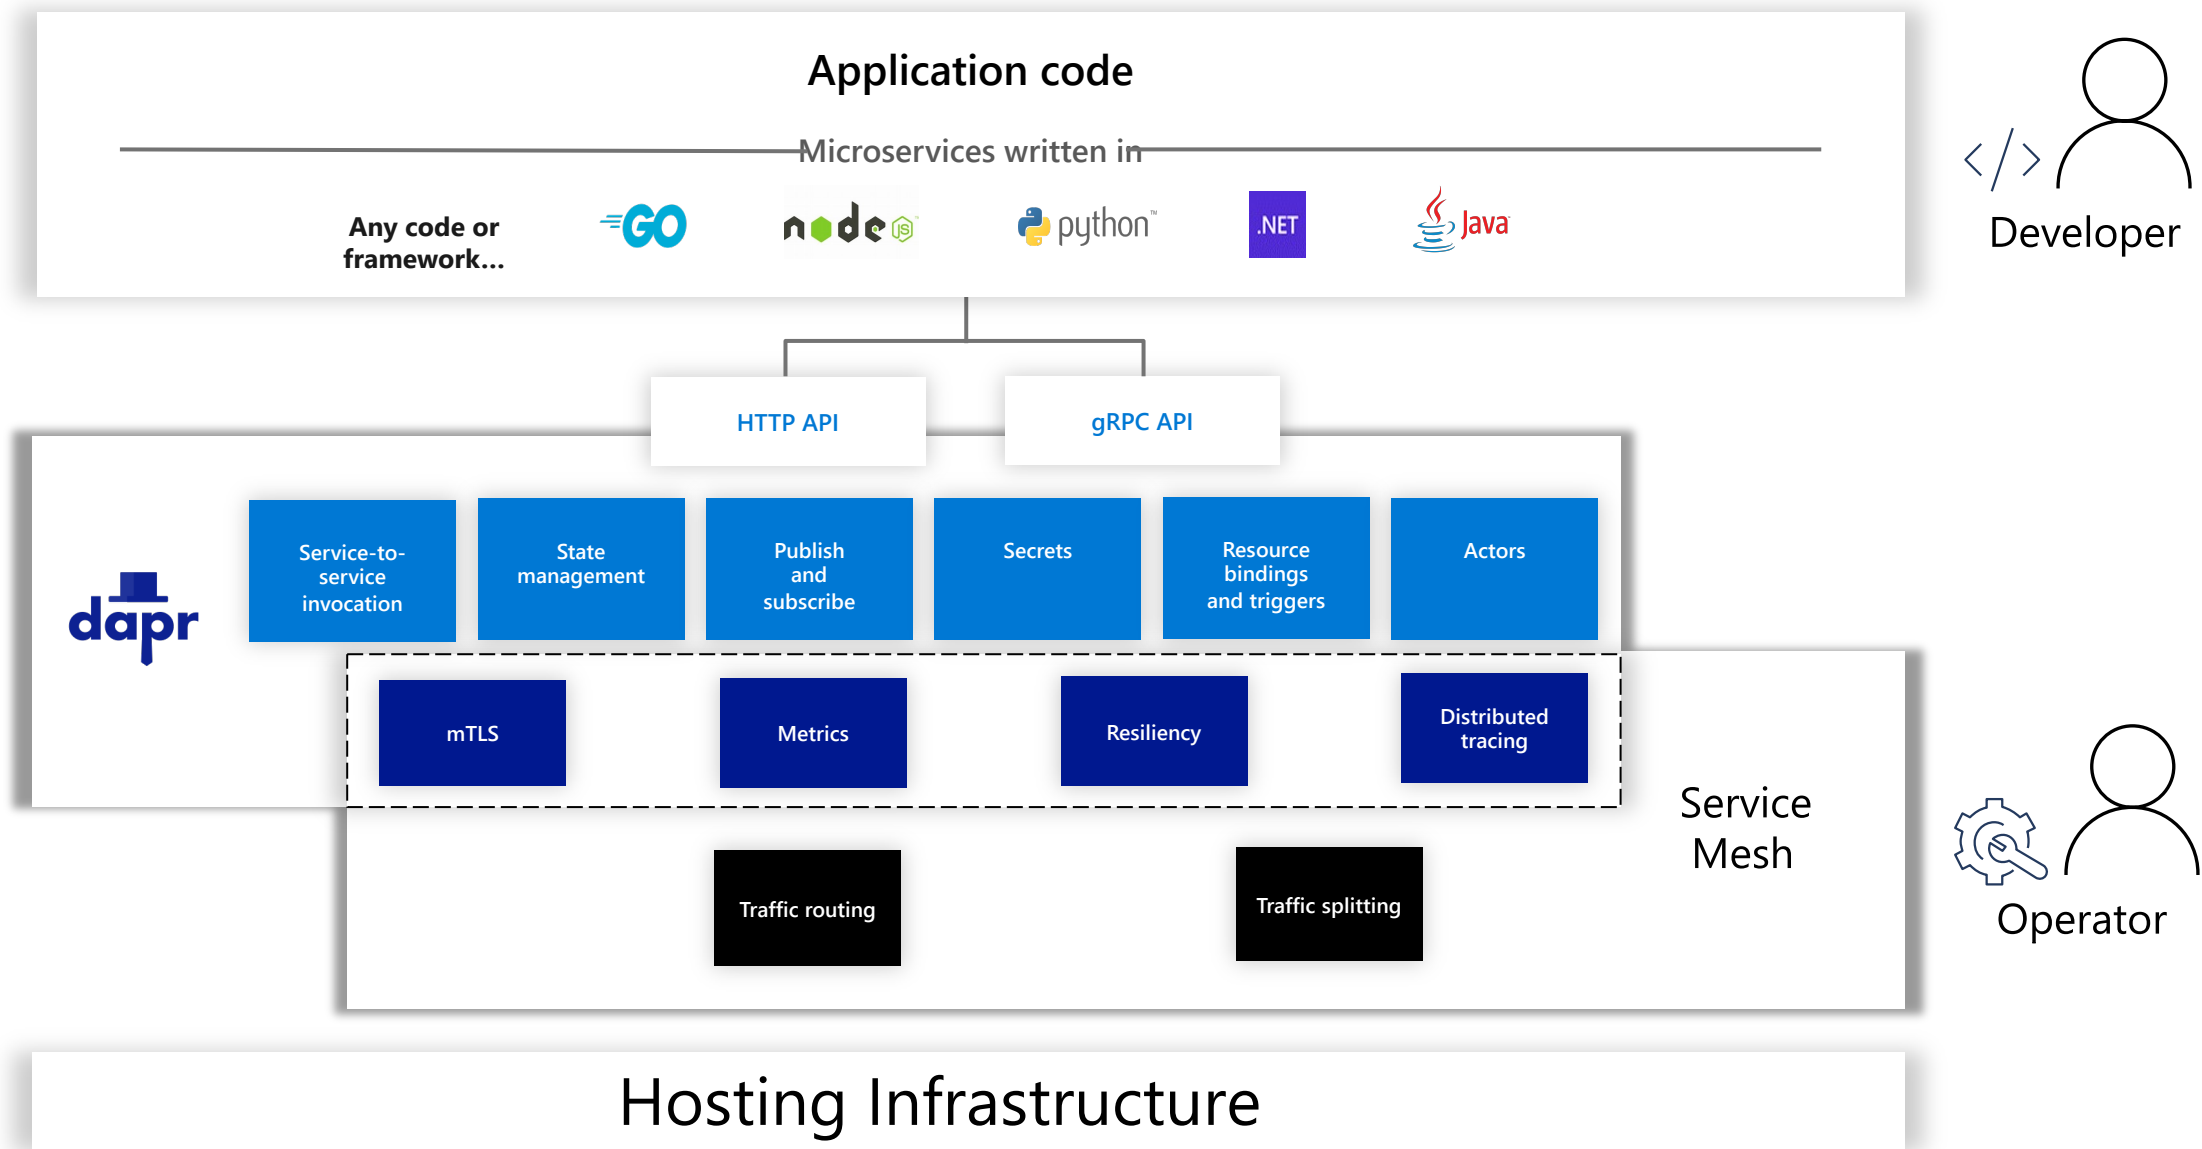 Application code
Microservices written in
Any code or
framework...
GO
node
JS
python™
.NET
Java
Developer
HTTP API
gRPC API
dapr
Service-to-
service
invocation
State
management
Publish
and
subscribe
Secrets
Resource
bindings
and triggers
Actors
mTLS
Metrics
Resiliency
Distributed
tracing
Service
Mesh
Traffic routing
Traffic splitting
Operator
Hosting Infrastructure